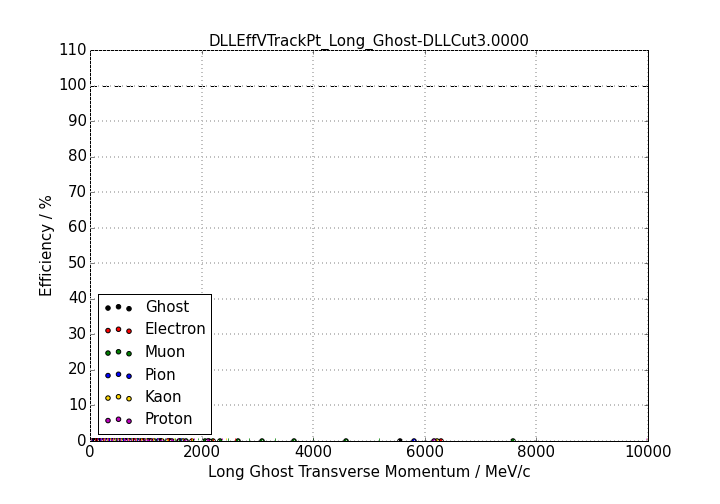 DLLEffVTrackPt_Long_Ghost-DLLCut3.0000
110
100
90
80
70
60
50
40
30
20
10
0
Efficiency / %
Ghost
Electron
Muon
Pion
Kaon
Proton
0 2000 4000 6000 8000 10000
Long Ghost Transverse Momentum / MeV/c